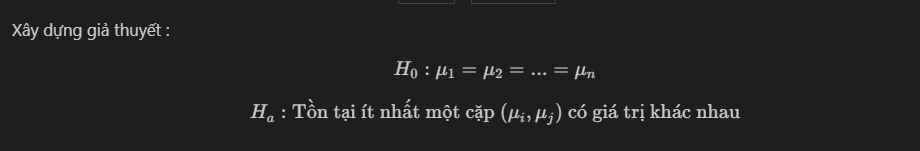 Xây dựng giả thuyết :
H₀ : μ₁ = μ₂ = ... = μₙ
Hₐ : Tồn tại ít nhất một cặp (μᵢ, μⱼ) có giá trị khác nhau